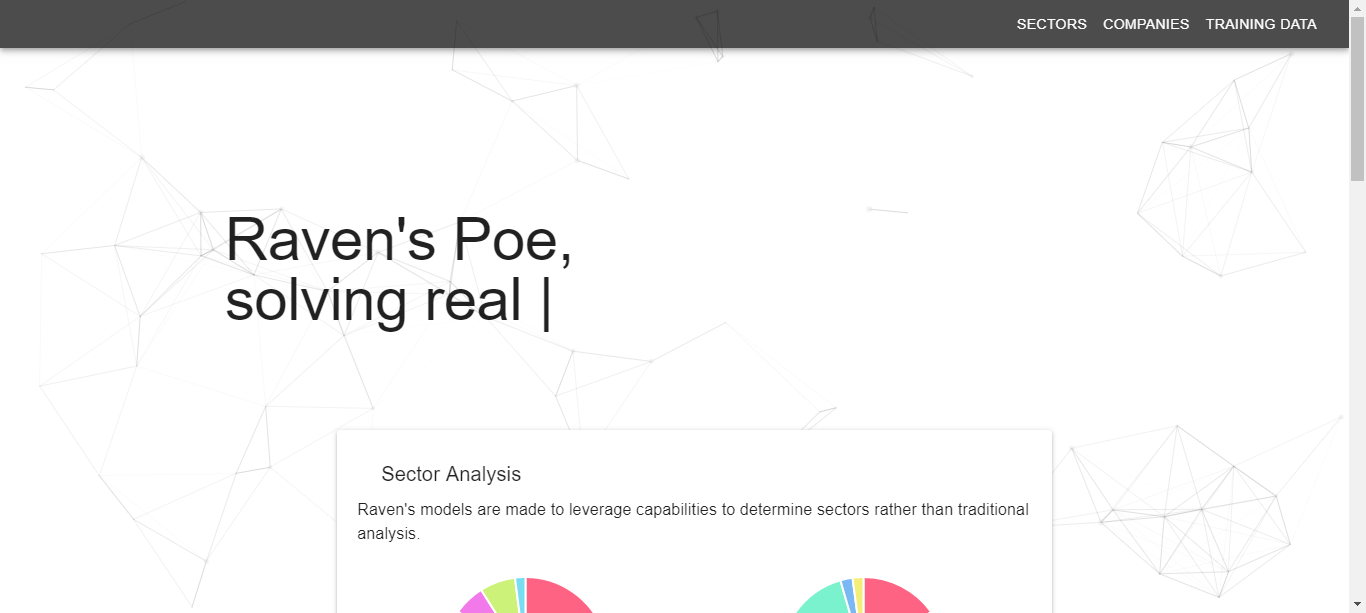 SECTORS COMPANIES TRAINING DATA
Raven's Poe,
solving real |
Sector Analysis
Raven's models are made to leverage capabilities to determine sectors rather than traditional
analysis.